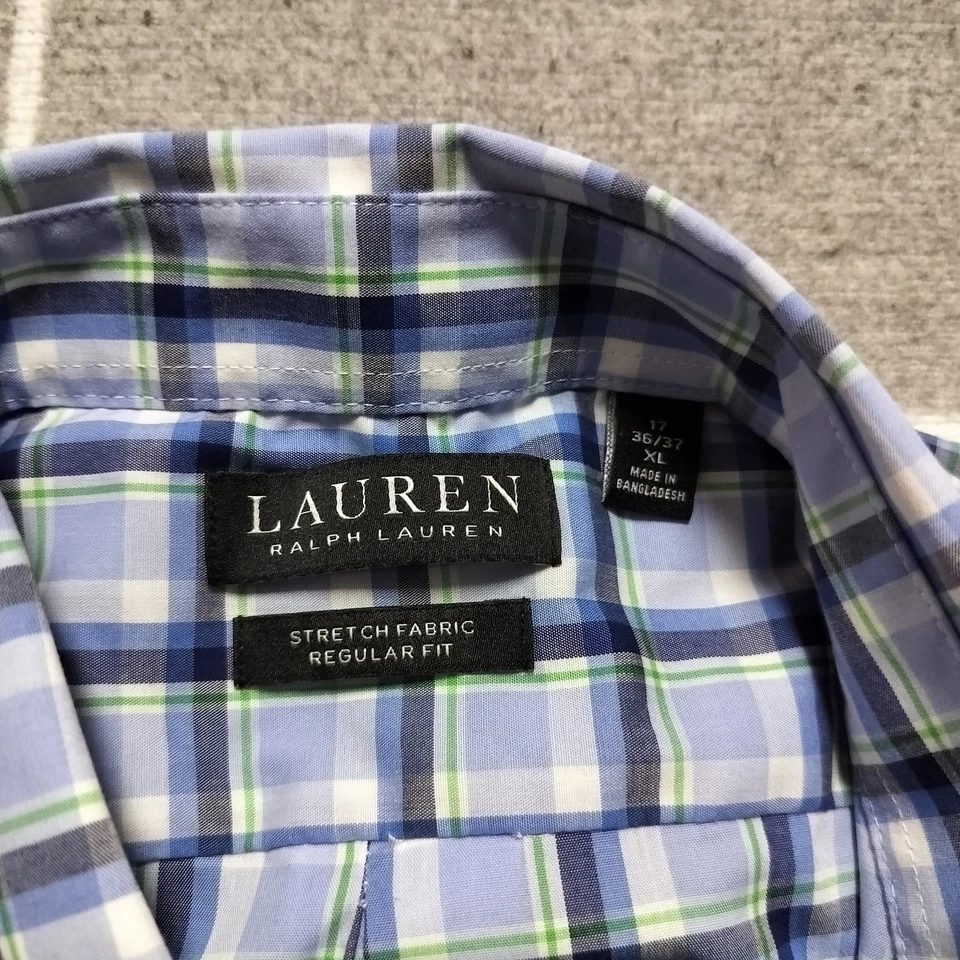 LAUREN
RALPH LAUREN
STRETCH FABRIC
REGULAR FIT
17
36/37
XL
MADE IN
BANGLADESH